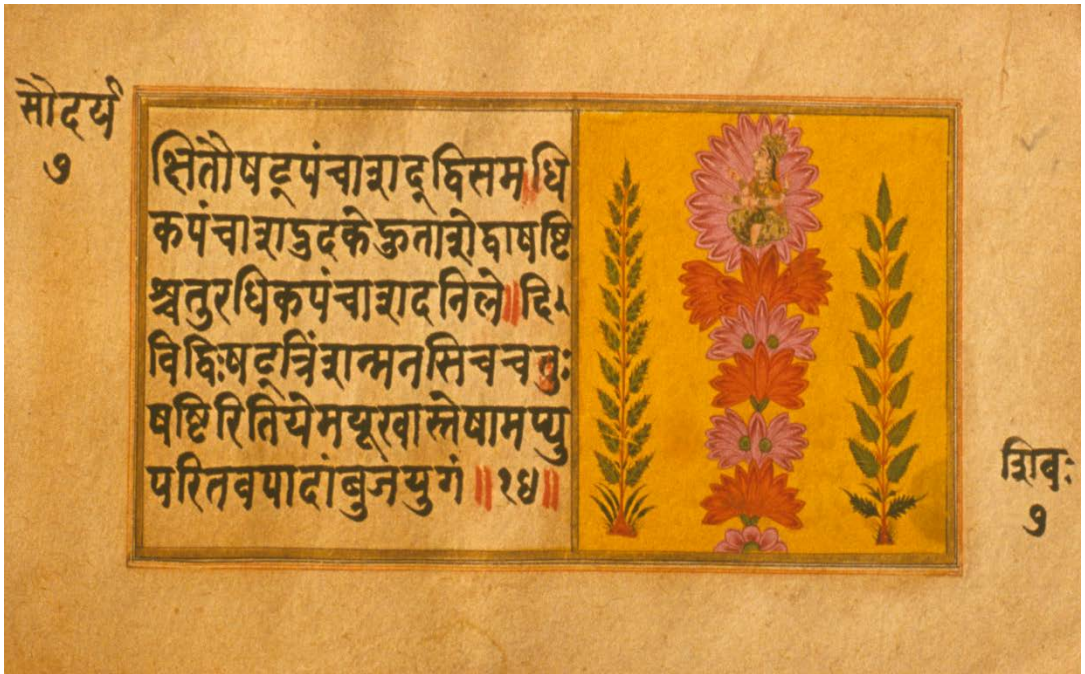 सौदर्य
७
क्षितौषट्पंचाशद्द्विसमधि
कपंचाशदुदकेहुताशेद्वाषष्टि
श्चतुरधिकपंचाशदनिले॥दि
विद्विःषट्त्रिंशन्मनसिचचतुः
षष्टिरितियेमयूखास्तेषामप्यु
परितवपादांबुजयुगं॥१४॥
शिवः
७